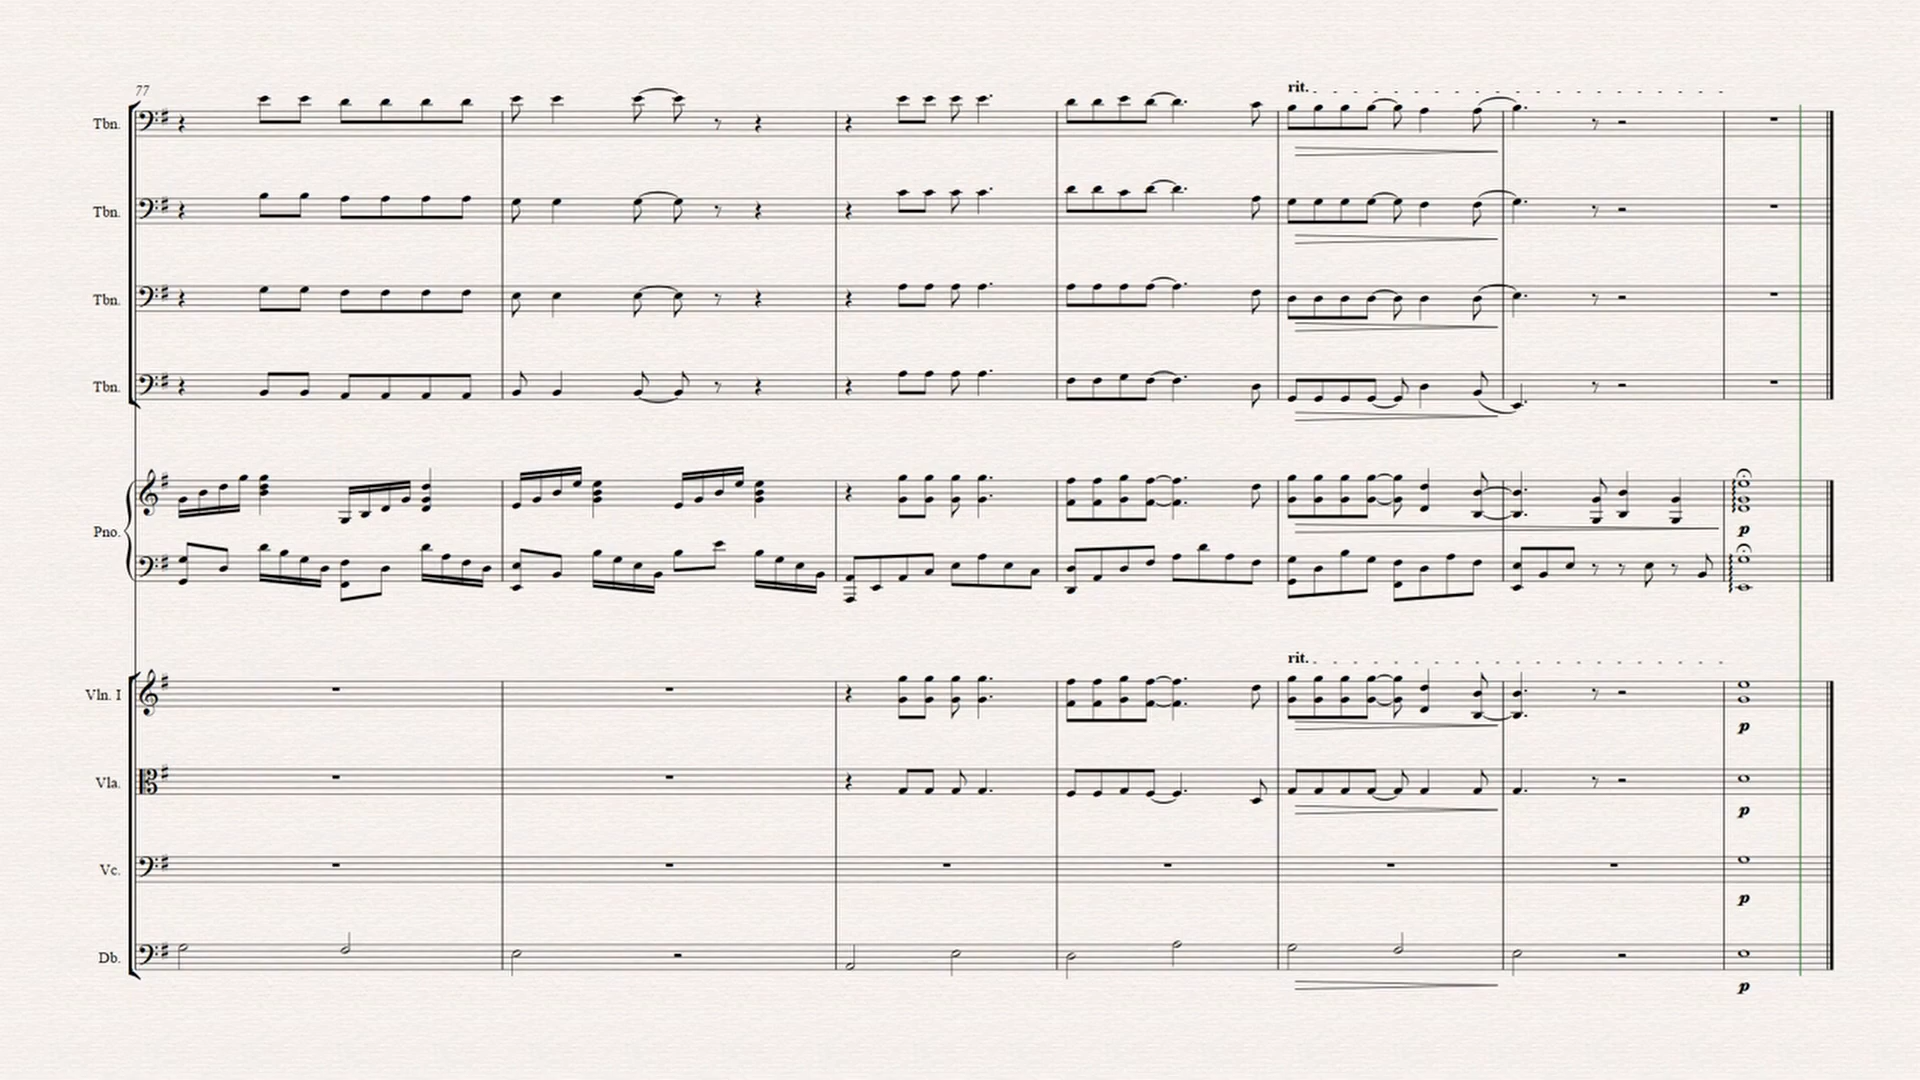 77
rit.
Tbn.
Tbn.
Tbn.
Tbn.
Pno.
p
rit.
Vln. I
p
Vla.
p
Vc.
p
Db.
p